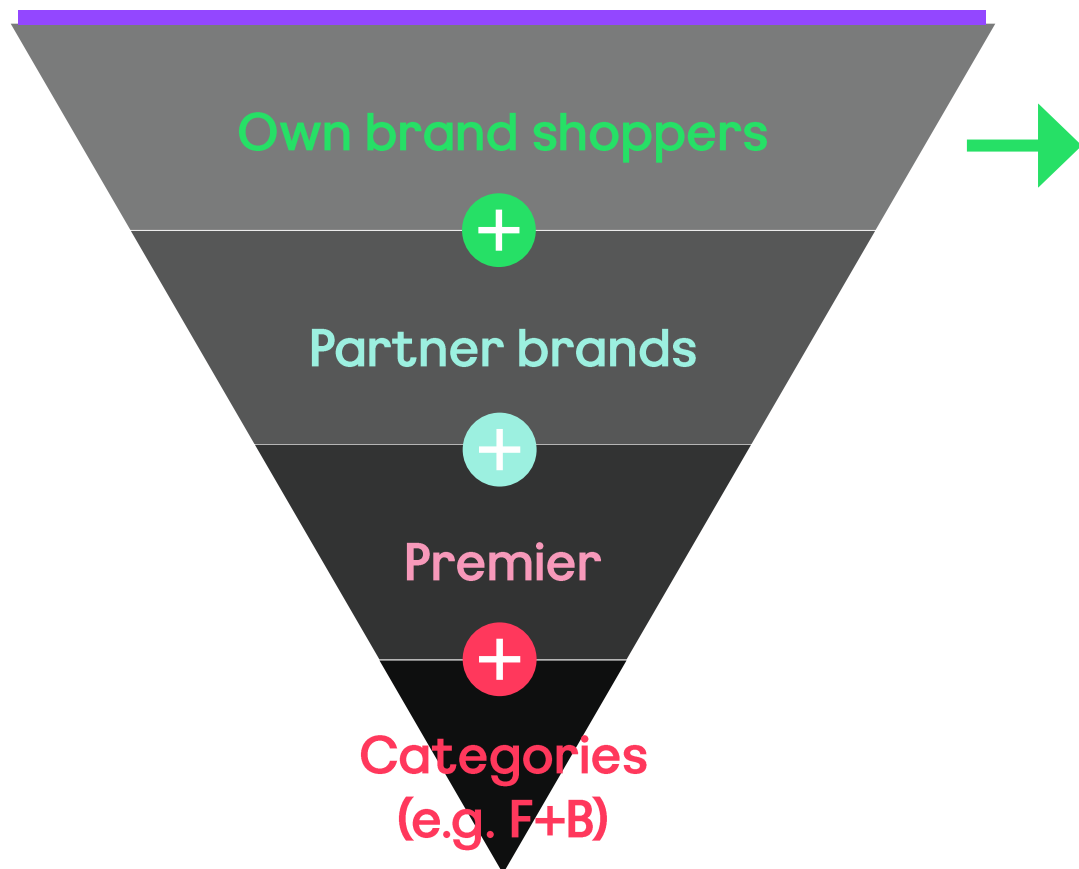 Own brand shoppers
+
Partner brands
+
Premier
+
Categories
(e.g. F+B)